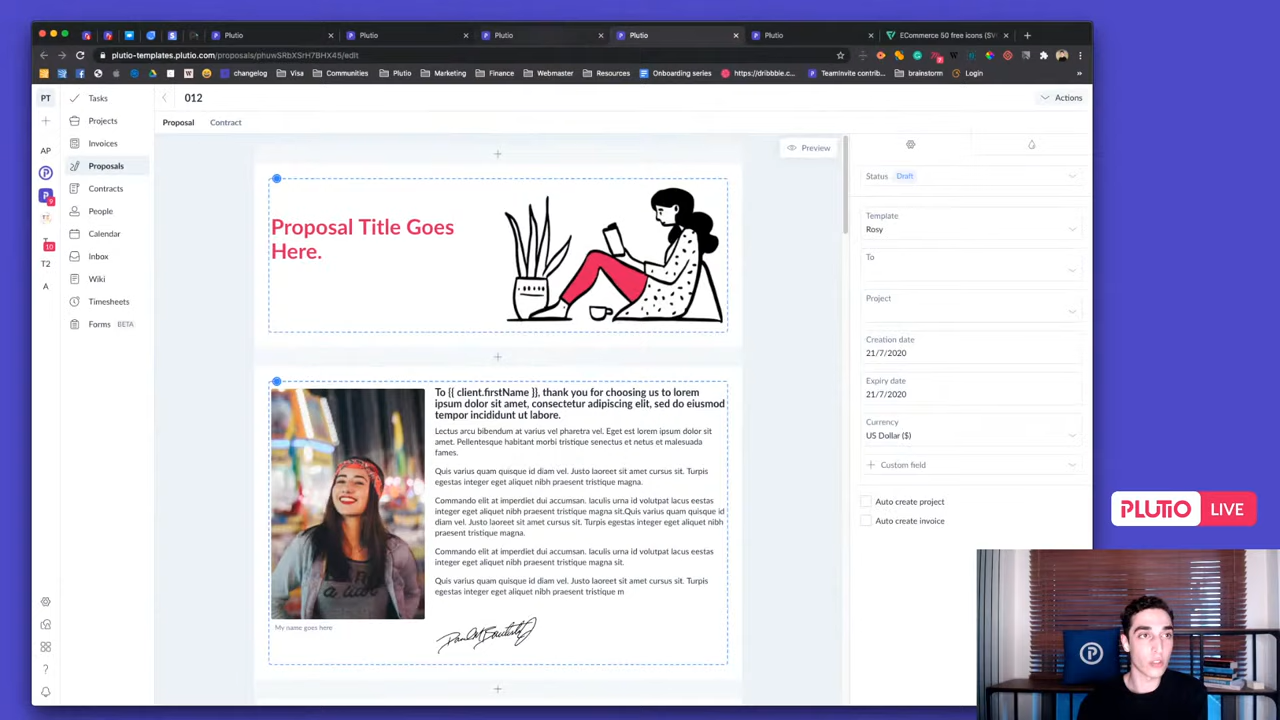 Plutio
Plutio
Plutio
Plutio
Plutio
ECommerce 50 free icons (SV
plutio-templates.plutio.com/proposals/phuwSRbXSrH7BHX45/edit
changelog
Visa
Communities
Plutio
Marketing
Finance
Webmaster
Resources
Onboarding series
https://dribbble.c...
TeamInvite contrib...
brainstorm
Login
»
PT
Tasks
012
Actions
Projects
Proposal
Contract
Invoices
Preview
AP
Proposals
Status
Draft
9
Contracts
People
Template
Rosy
Calendar
10
Inbox
To
T2
Wiki
A
Timesheets
Project
Forms
BETA
Proposal Title Goes
Here.
Creation date
21/7/2020
Expiry date
21/7/2020
Currency
US Dollar ($)
Custom field
Auto create project
Auto create invoice
To {{ client.firstName }}, thank you for choosing us to lorem
ipsum dolor sit amet, consectetur adipiscing elit, sed do eiusmod
tempor incididunt ut labore.
Lectus arcu bibendum at varius vel pharetra vel. Eget est lorem ipsum dolor sit
amet. Pellentesque habitant morbi tristique senectus et netus et malesuada
fames.
Quis varius quam quisque id diam vel. Justo laoreet sit amet cursus sit. Turpis
egestas integer eget aliquet nibh praesent tristique magna.
Commando elit at imperdiet dui accumsan. Iaculis urna id volutpat lacus eestas
integer eget aliquet nibh praesent tristique magna sit.Quis varius quam quisque id
diam vel. Justo laoreet sit amet cursus sit. Turpis egestas integer eget aliquet nibh
praesent tristique magna.
Commando elit at imperdiet dui accumsan. Iaculis urna id volutpat lacus eestas
integer eget aliquet nibh praesent tristique magna sit.
Quis varius quam quisque id diam vel. Justo laoreet sit amet cursus sit. Turpis
egestas integer eget aliquet nibh praesent tristique m
My name goes here
PLUTIO LIVE